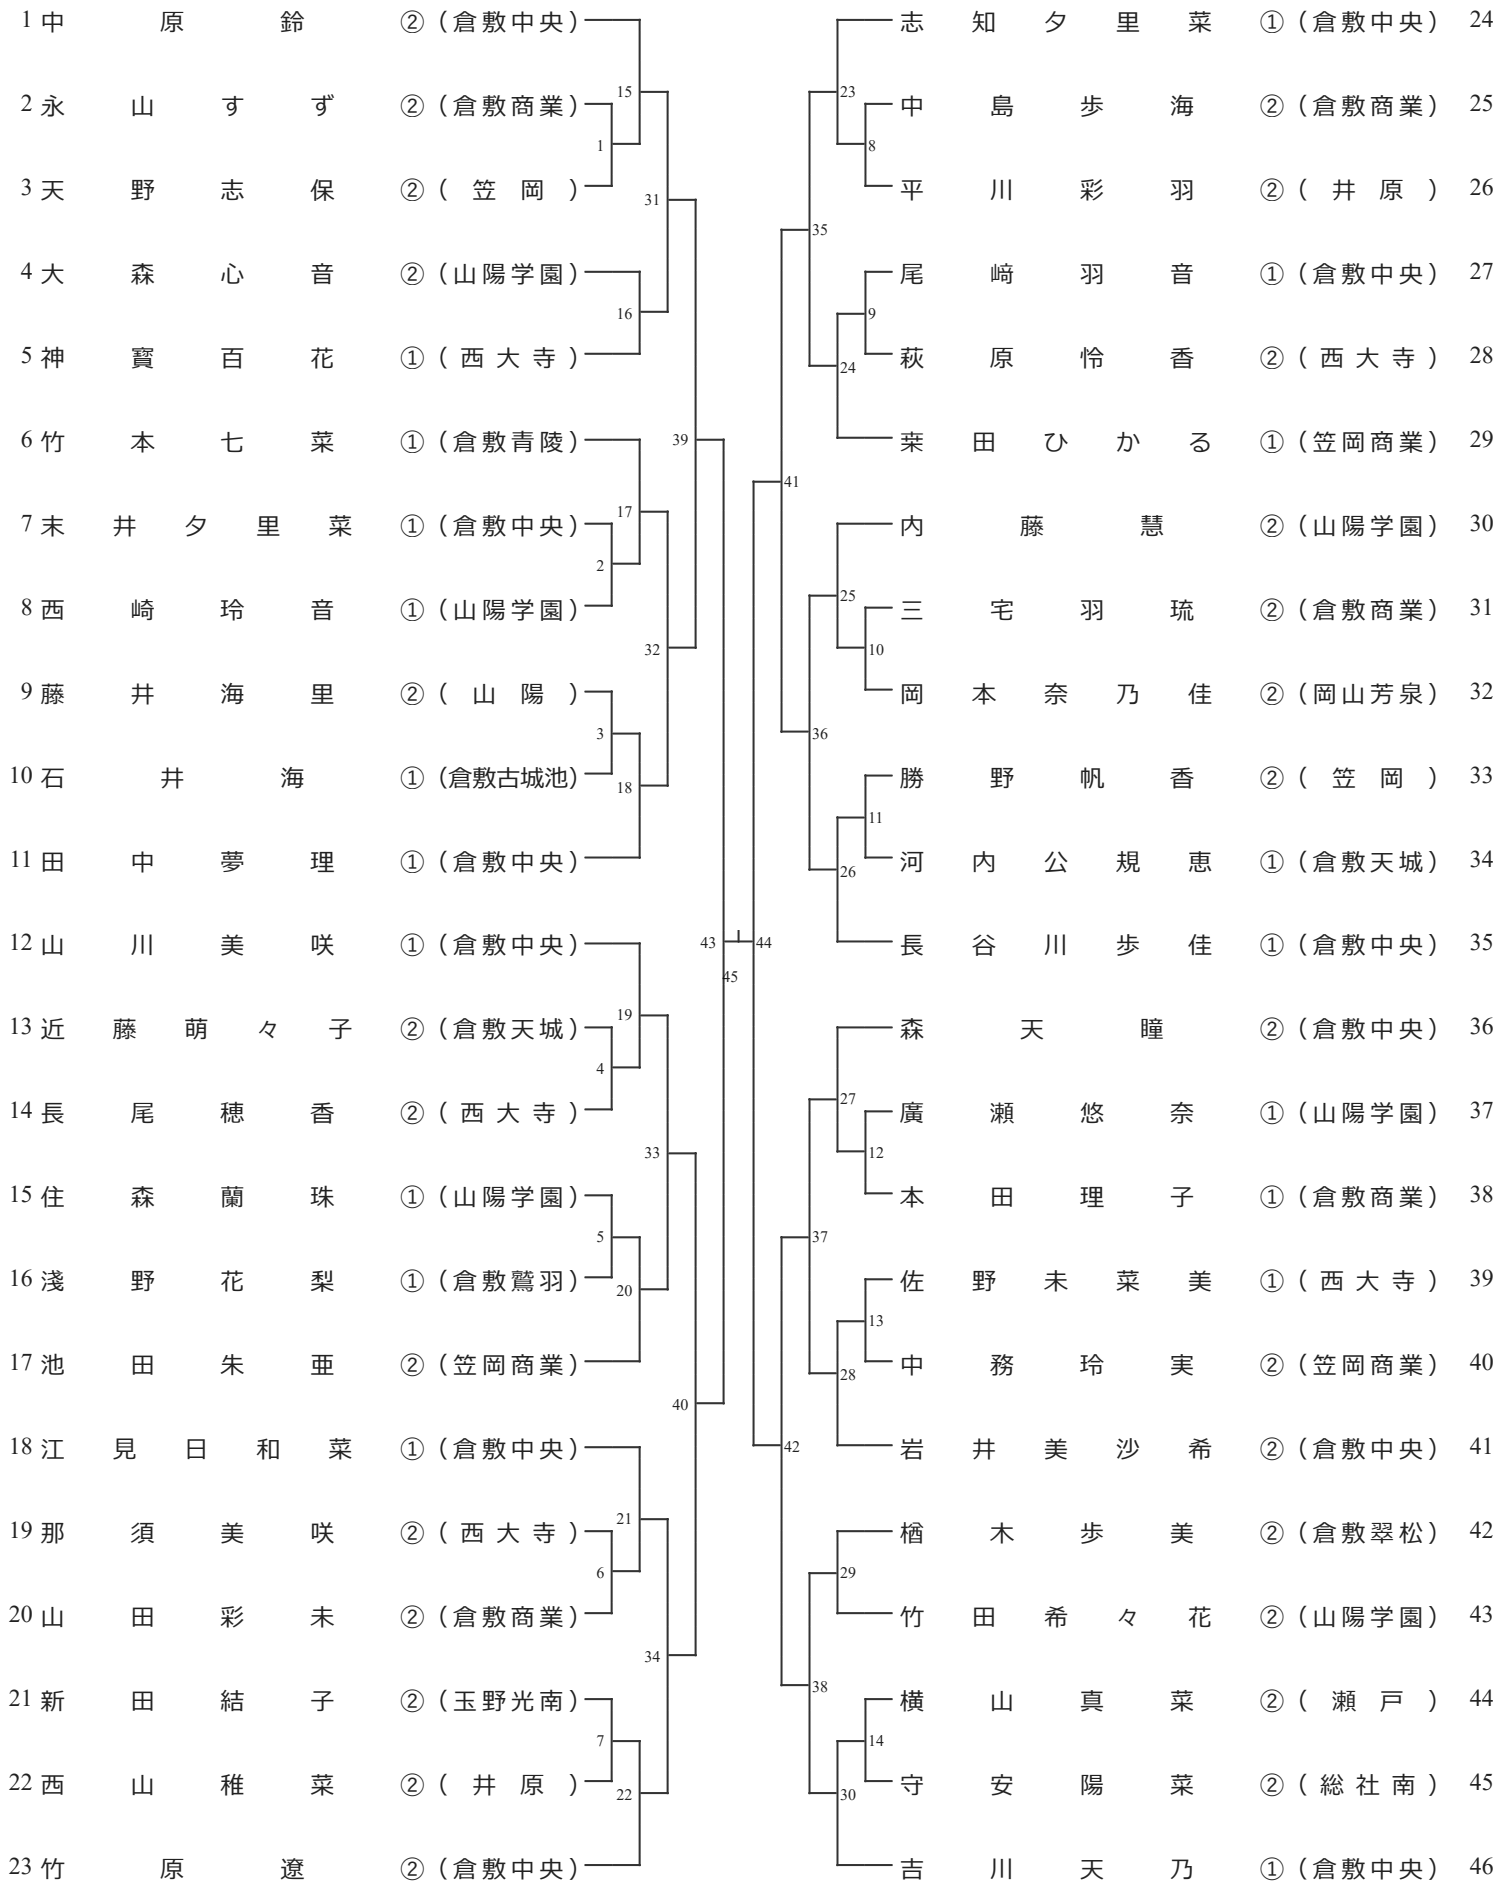 1 中原鈴 ②（倉敷中央）
2 永山すず ②（倉敷商業）
3 天野志保 ②（笠岡）
4 大森心音 ②（山陽学園）
5 神寳百花 ①（西大寺）
6 竹本七菜 ①（倉敷青陵）
7 末井夕里菜 ①（倉敷中央）
8 西崎玲音 ①（山陽学園）
9 藤井海里 ②（山陽）
10 石井海 ①（倉敷古城池）
11 田中夢理 ①（倉敷中央）
12 山川美咲 ①（倉敷中央）
13 近藤萌々子 ②（倉敷天城）
14 長尾穂香 ②（西大寺）
15 住森蘭珠 ①（山陽学園）
16 淺野花梨 ①（倉敷鷲羽）
17 池田朱亜 ②（笠岡商業）
18 江見日和菜 ①（倉敷中央）
19 那須美咲 ②（西大寺）
20 山田彩未 ②（倉敷商業）
21 新田結子 ②（玉野光南）
22 西山稚菜 ②（井原）
23 竹原遼 ②（倉敷中央）
15
1
31
16
39
17
2
32
3
18
43
45
19
4
33
5
20
40
21
6
34
7
22
44
23
8
35
9
24
41
25
10
36
11
26
27
12
37
13
28
42
29
38
14
30
志知夕里菜 ①（倉敷中央） 24
中島歩海 ②（倉敷商業） 25
平川彩羽 ②（井原） 26
尾﨑羽音 ①（倉敷中央） 27
萩原怜香 ②（西大寺） 28
桒田ひかる ①（笠岡商業） 29
内藤慧 ②（山陽学園） 30
三宅羽琉 ②（倉敷商業） 31
岡本奈乃佳 ②（岡山芳泉） 32
勝野帆香 ②（笠岡） 33
河内公規恵 ①（倉敷天城） 34
長谷川歩佳 ①（倉敷中央） 35
森天瞳 ②（倉敷中央） 36
廣瀬悠奈 ①（山陽学園） 37
本田理子 ①（倉敷商業） 38
佐野未菜美 ①（西大寺） 39
中務玲実 ②（笠岡商業） 40
岩井美沙希 ②（倉敷中央） 41
楢木歩美 ②（倉敷翠松） 42
竹田希々花 ②（山陽学園） 43
横山真菜 ②（瀬戸） 44
守安陽菜 ②（総社南） 45
吉川天乃 ①（倉敷中央） 46